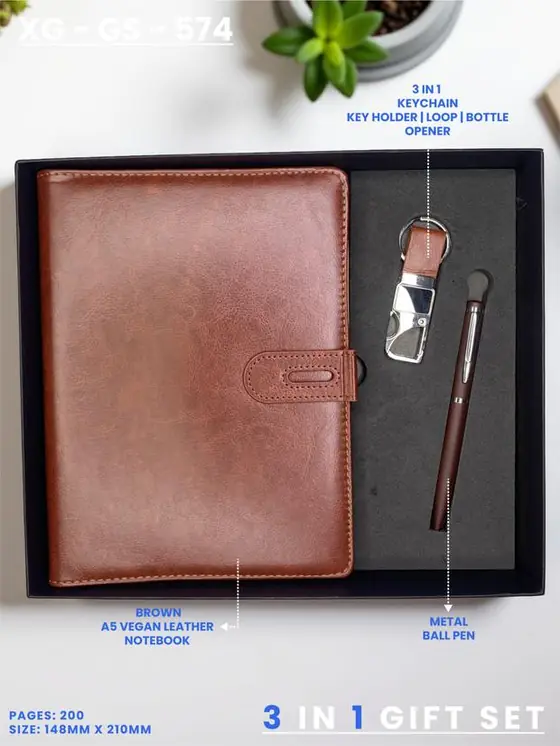 XG - GS - 574
3 IN 1
KEYCHAIN
KEY HOLDER | LOOP | BOTTLE
OPENER
BROWN
A5 VEGAN LEATHER
NOTEBOOK
METAL
BALL PEN
PAGES: 200
SIZE: 148MM X 210MM
3 IN 1 GIFT SET